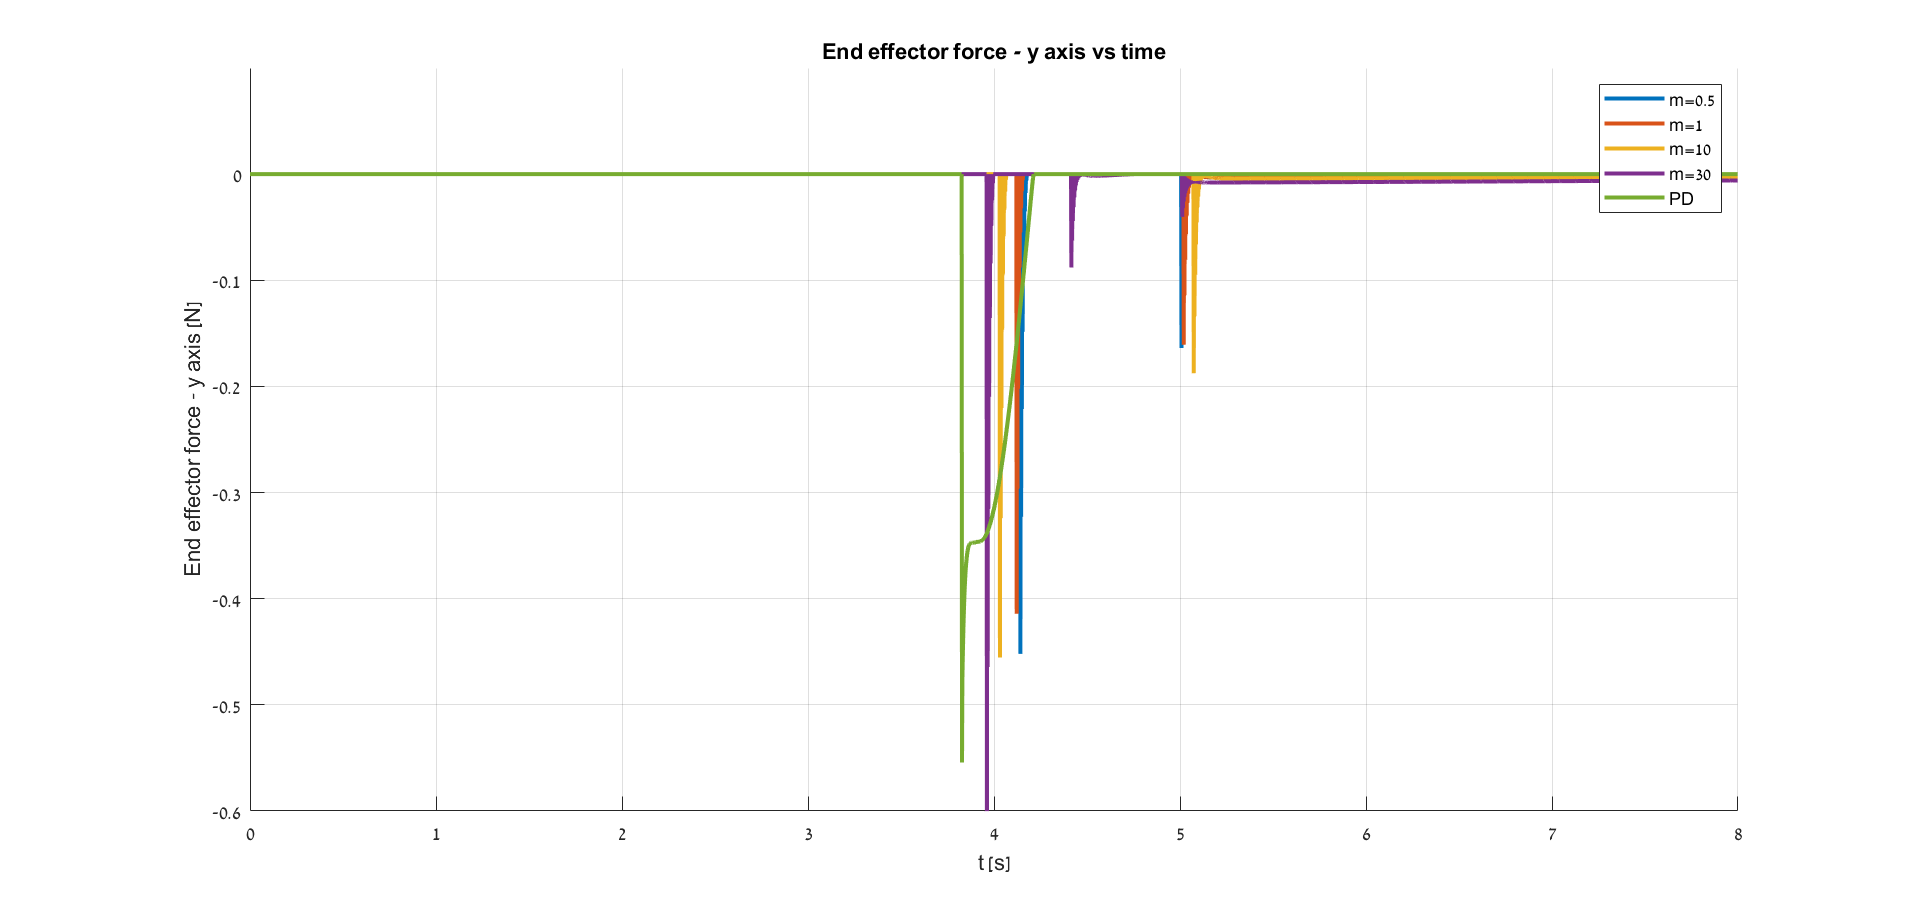 End effector force - y axis vs time
m=0.5
m=1
m=10
m=30
PD
End effector force - y axis [N]
0
-0.1
-0.2
-0.3
-0.4
-0.5
-0.6
0 1 2 3 4 5 6 7 8
t [s]